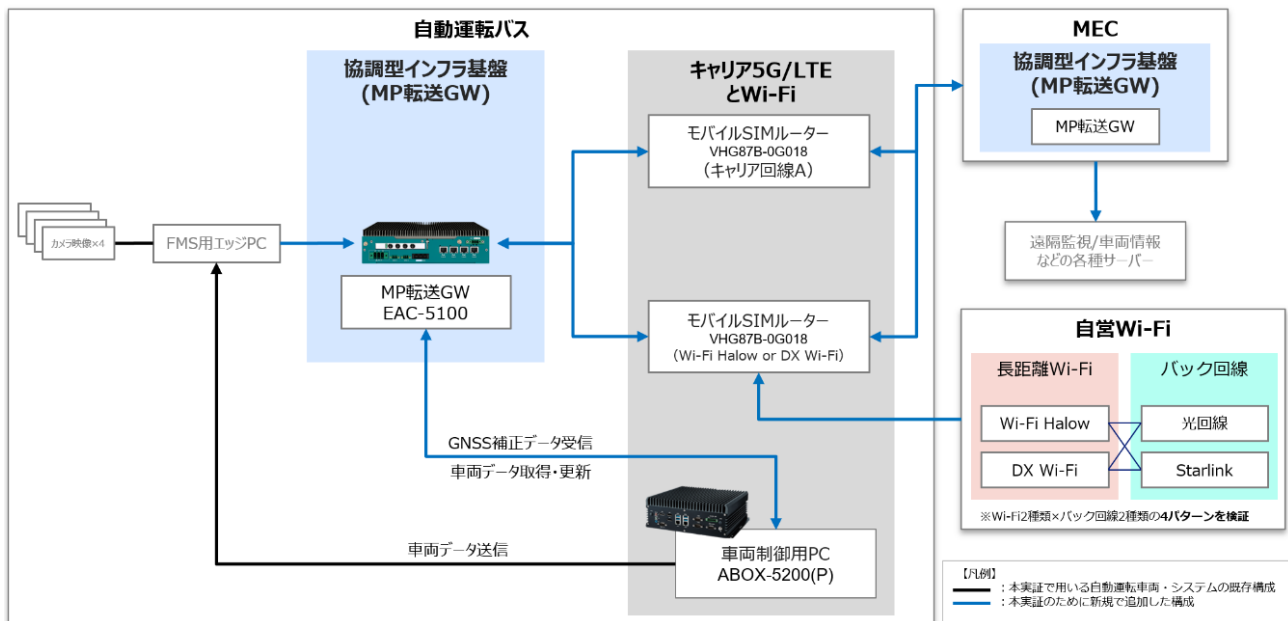 自動運転バス
協調型インフラ基盤
(MP転送GW)
カメラ映像×4
FMS用エッジPC
MP転送GW
EAC-5100
キャリア5G/LTE
とWi-Fi
モバイルSIMルーター
VHG87B-0G018
(キャリア回線A)
モバイルSIMルーター
VHG87B-0G018
(Wi-Fi Halow or DX Wi-Fi)
GNSS補正データ受信
車両データ取得・更新
車両データ送信
車両制御用PC
ABOX-5200(P)
MEC
協調型インフラ基盤
(MP転送GW)
MP転送GW
遠隔監視/車両情報
などの各種サーバー
自営Wi-Fi
長距離Wi-Fi
バック回線
Wi-Fi Halow
光回線
DX Wi-Fi
Starlink
※Wi-Fi2種類×バック回線2種類の4パターンを検証
【凡例】
:本実証で用いる自動運転車両・システムの既存構成
:本実証のために新規で追加した構成